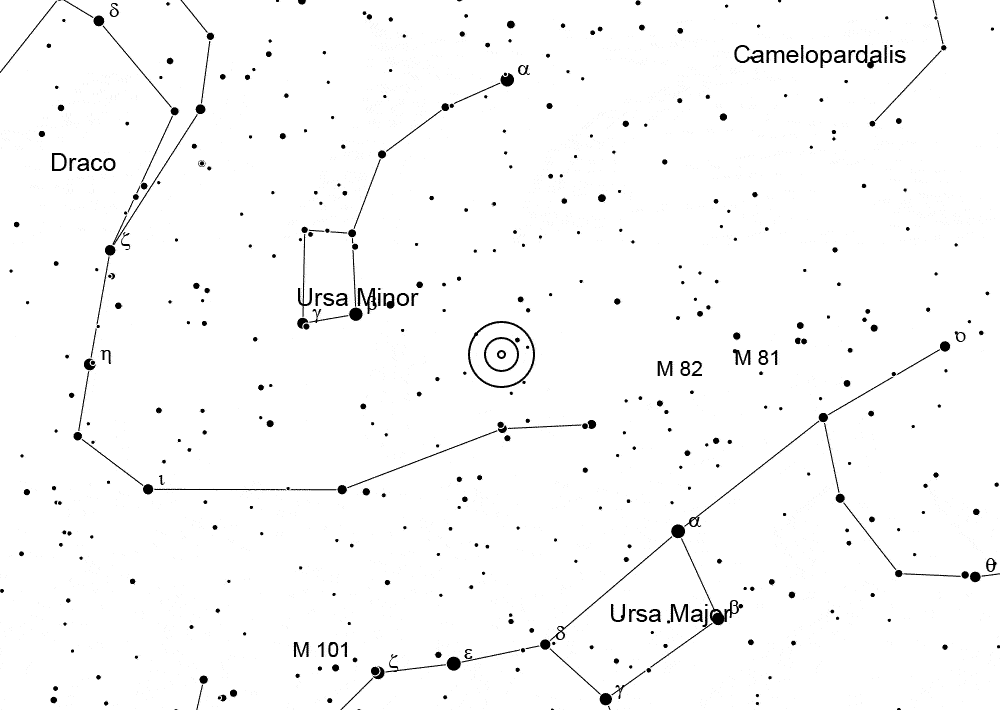 δ
α
Camelopardalis
Draco
ζ
Ursa Minor
γ
β
η
M 82
M 81
ο
ι
α
θ
Ursa Major
β
δ
M 101
ζ
ε
γ